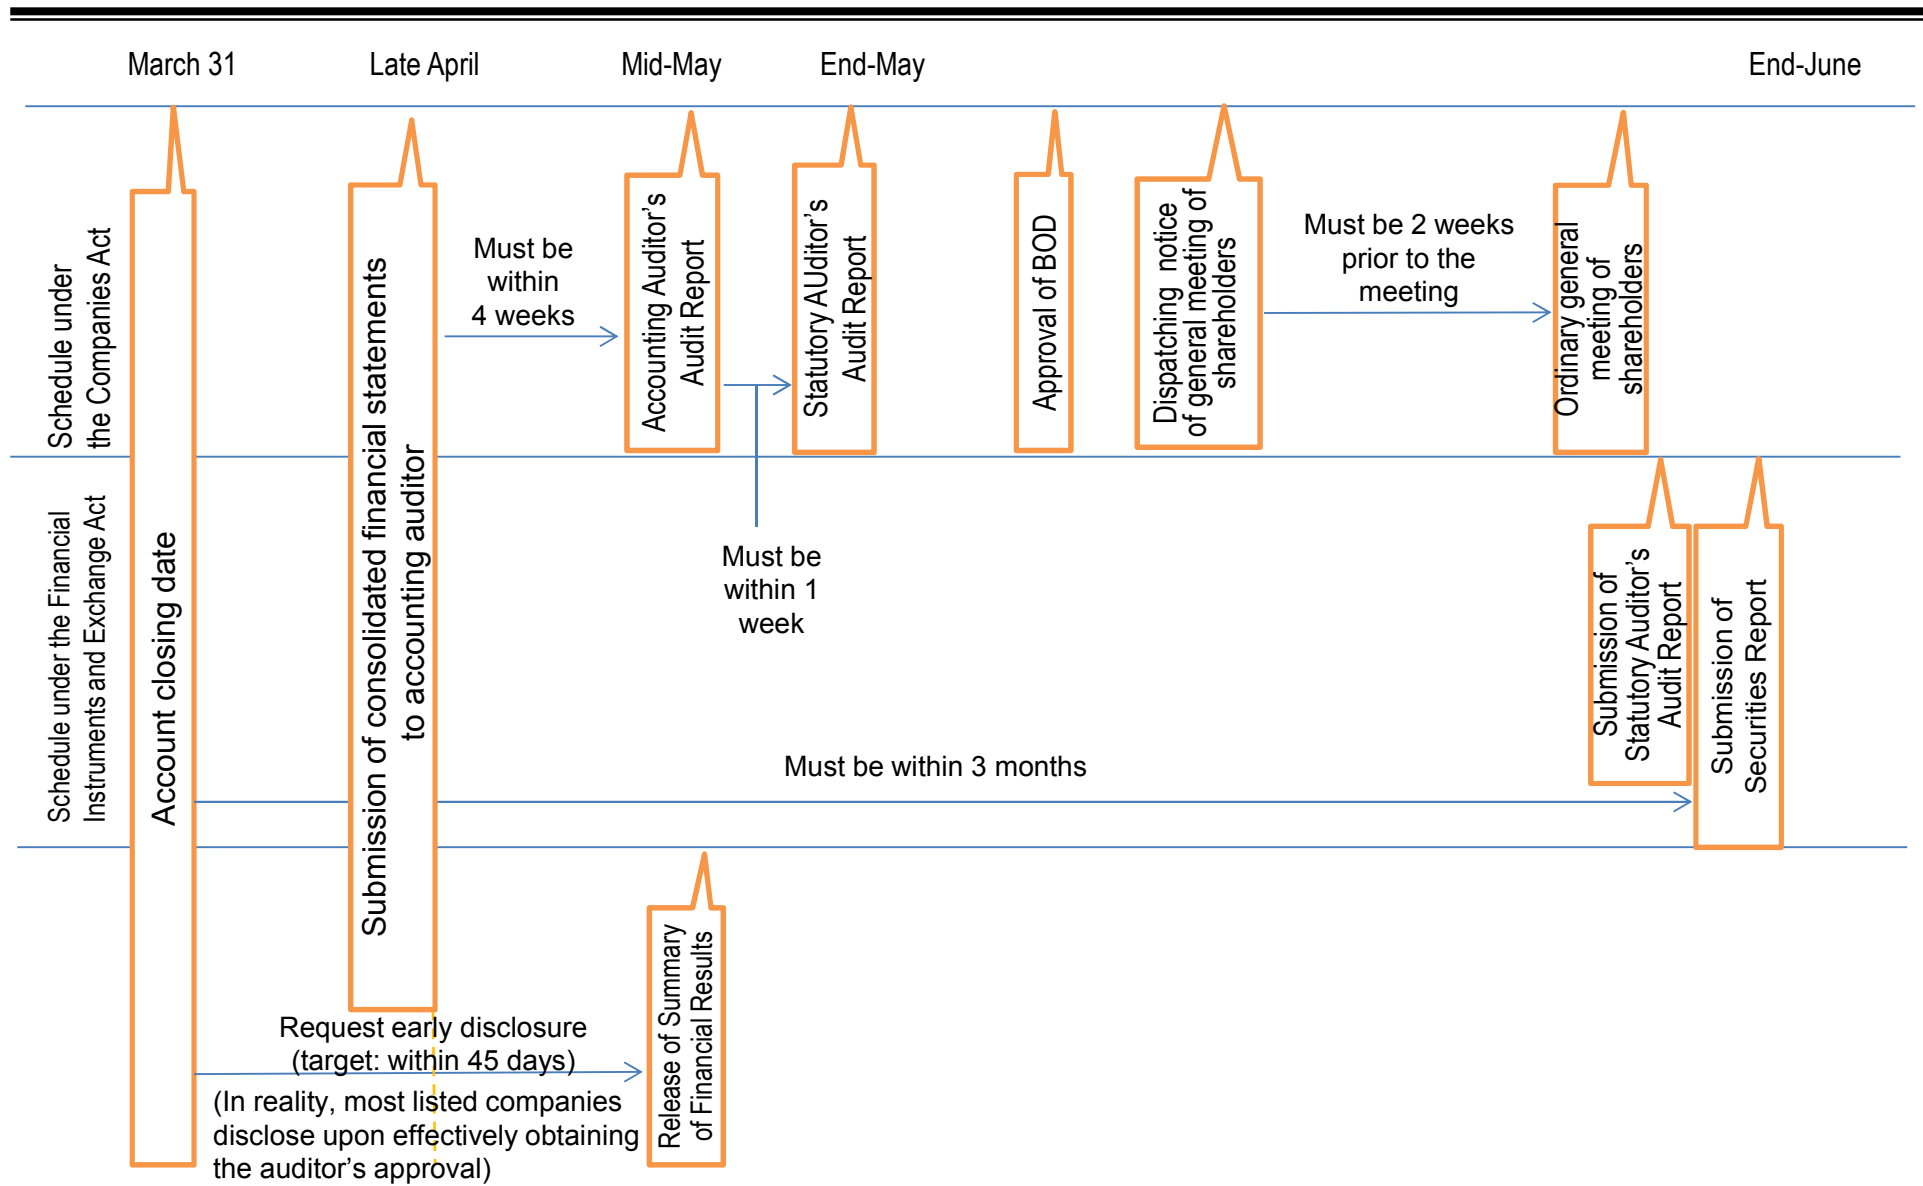 March 31
Late April
Mid-May
End-May
End-June
Schedule under
the Companies Act
Schedule under the Financial
Instruments and Exchange Act
Account closing date
Submission of consolidated financial statements
to accounting auditor
Must be
within
4 weeks
Accounting Auditor's
Audit Report
Must be
within 1
week
Statutory AUditor's
Audit Report
Approval of BOD
Dispatching notice
of general meeting of
shareholders
Must be 2 weeks
prior to the
meeting
Ordinary general
meeting of
shareholders
Submission of
Statutory Auditor's
Audit Report
Submission of
Securities Report
Must be within 3 months
Request early disclosure
(target: within 45 days)
(In reality, most listed companies
disclose upon effectively obtaining
the auditor's approval)
Release of Summary
of Financial Results